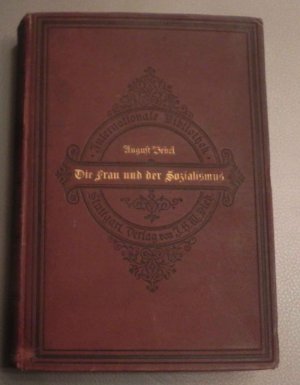 Internationale Bibliothek
August Bebel
Die Frau und der Sozialismus
Stuttgart, Verlag von J.H.W. Dietz